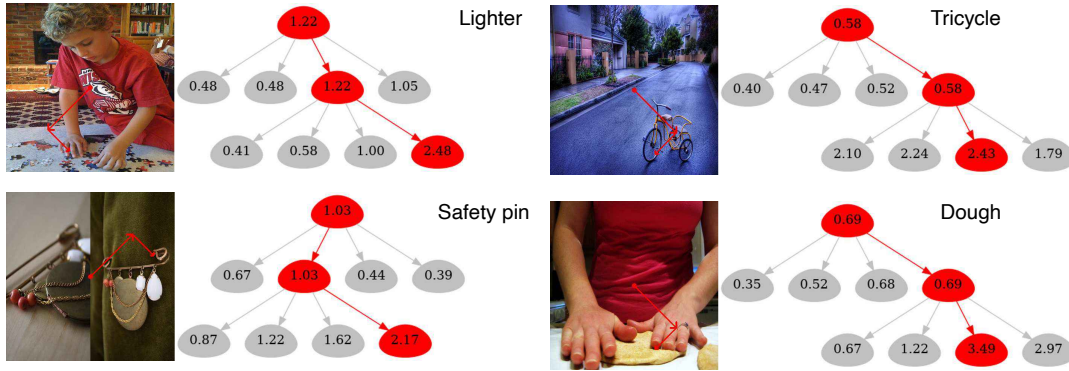 Lighter
1.22
0.48 0.48 1.22 1.05
0.41 0.58 1.00 2.48
Tricycle
0.58
0.40 0.47 0.52 0.58
2.10 2.24 2.43 1.79
Safety pin
1.03
0.67 1.03 0.44 0.39
0.87 1.22 1.62 2.17
Dough
0.69
0.35 0.52 0.68 0.69
0.67 1.22 3.49 2.97